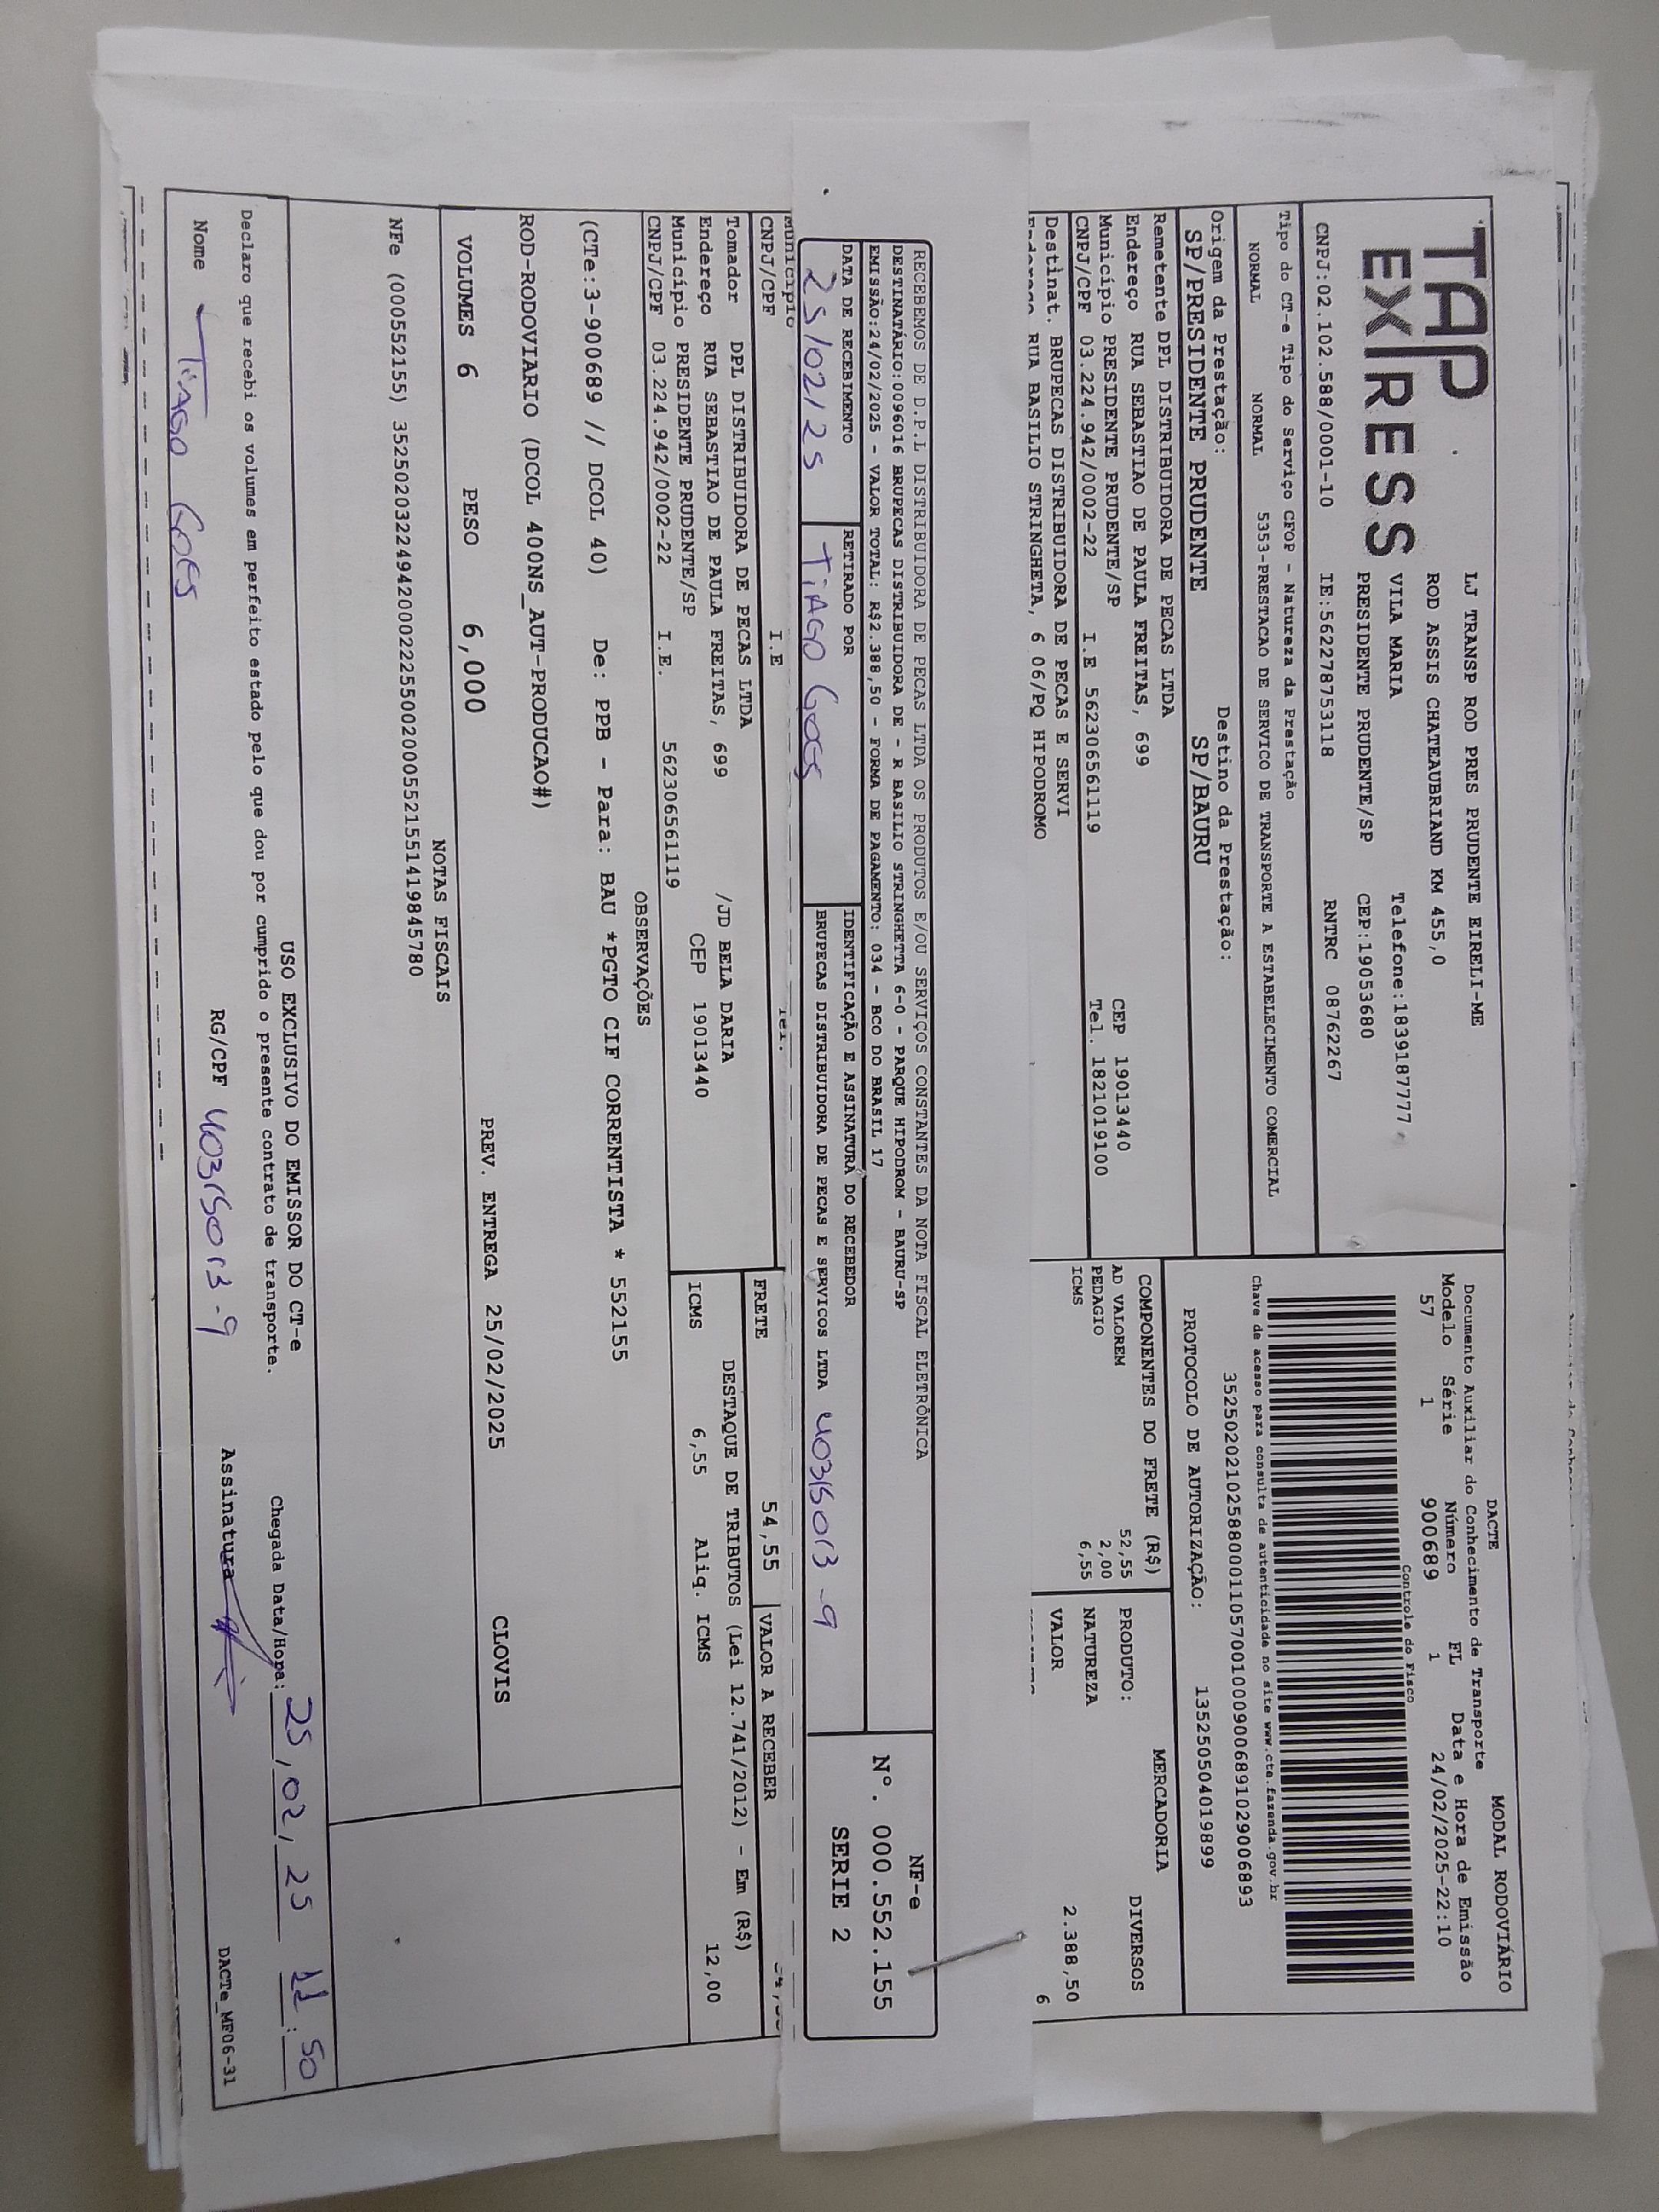 TAP EXPRESS
LJ TRANSP ROD PRES PRUDENTE EIRELI-ME
ROD ASSIS CHATEAUBRIAND KM 455,0
VILA MARIA Telefone:1839187777
PRESIDENTE PRUDENTE/SP CEP:19053680
CNPJ:02.102.588/0001-10 IE:562278753118 RNTRC 08762267
DACTE MODAL RODOVIÁRIO
Documento Auxiliar do Conhecimento de Transporte
Modelo Série Número FL Data e Hora de Emissão
57 1 900689 1 24/02/2025-22:10
Controle do Fisco
Chave de acesso para consulta de autenticidade no site www.cte.fazenda.gov.br
35250202102588000110570010009006891029006893
PROTOCOLO DE AUTORIZAÇÃO: 135250504019899
Tipo do CT-e Tipo do Serviço CFOP - Natureza da Prestação
NORMAL NORMAL 5353-PRESTACAO DE SERVICO DE TRANSPORTE A ESTABELECIMENTO COMERCIAL
Origem da Prestação: Destino da Prestação:
SP/PRESIDENTE PRUDENTE SP/BAURU
Remetente DPL DISTRIBUIDORA DE PECAS LTDA
Endereço RUA SEBASTIAO DE PAULA FREITAS, 699
Município PRESIDENTE PRUDENTE/SP CEP 19013440
CNPJ/CPF 03.224.942/0002-22 I.E 562306561119 Tel. 1821019100
Destinat. BRUPECAS DISTRIBUIDORA DE PECAS E SERVI
Endereço RUA BASILIO STRINGHETA, 6 06/PQ HIPODROMO
COMPONENTES DO FRETE (R$)
AD VALOREM 52,55
PEDAGIO 2,00
ICMS 6,55
MERCADORIA
PRODUTO: DIVERSOS
NATUREZA
VALOR 2.388,50
6
RECEBEMOS DE D.P.L DISTRIBUIDORA DE PECAS LTDA OS PRODUTOS E/OU SERVIÇOS CONSTANTES DA NOTA FISCAL ELETRÔNICA
DESTINATÁRIO:0096016 BRUPECAS DISTRIBUIDORA DE - R BASILIO STRINGHETTA 6-0 - PARQUE HIPODROM - BAURU-SP
EMISSÃO:24/02/2025 - VALOR TOTAL: R$2.388,50 - FORMA DE PAGAMENTO: 034 - BCO DO BRASIL 17
DATA DE RECEBIMENTO RETIRADO POR IDENTIFICAÇÃO E ASSINATURA DO RECEBEDOR
25/02/25 TIAGO GOES BRUPECAS DISTRIBUIDORA DE PECAS E SERVICOS LTDA 40315013-9
NF-e
Nº. 000.552.155
SERIE 2
Município
CNPJ/CPF I.E Tel.
Tomador DPL DISTRIBUIDORA DE PECAS LTDA
Endereço RUA SEBASTIAO DE PAULA FREITAS, 699 /JD BELA DARIA
Município PRESIDENTE PRUDENTE/SP CEP 19013440
CNPJ/CPF 03.224.942/0002-22 I.E. 562306561119
FRETE 54,55 VALOR A RECEBER
DESTAQUE DE TRIBUTOS (Lei 12.741/2012) - Em (R$)
ICMS 6,55 Aliq. ICMS 12,00
OBSERVAÇÕES
(CTe:3-900689 // DCOL 40) De: PPB - Para: BAU *PGTO CIF CORRENTISTA * 552155
ROD-RODOVIARIO (DCOL 400NS_AUT-PRODUCAO#)
VOLUMES 6 PESO 6,000 PREV. ENTREGA 25/02/2025 CLOVIS
NOTAS FISCAIS
NFe (000552155) 35250203224942000222550020005521551419845780
USO EXCLUSIVO DO EMISSOR DO CT-e
Declaro que recebi os volumes em perfeito estado pelo que dou por cumprido o presente contrato de transporte.
Chegada Data/Hora: 25/02/25 11:50
Nome TIAGO GOES RG/CPF 40315013-9 Assinatura
DACTe_MF06-31